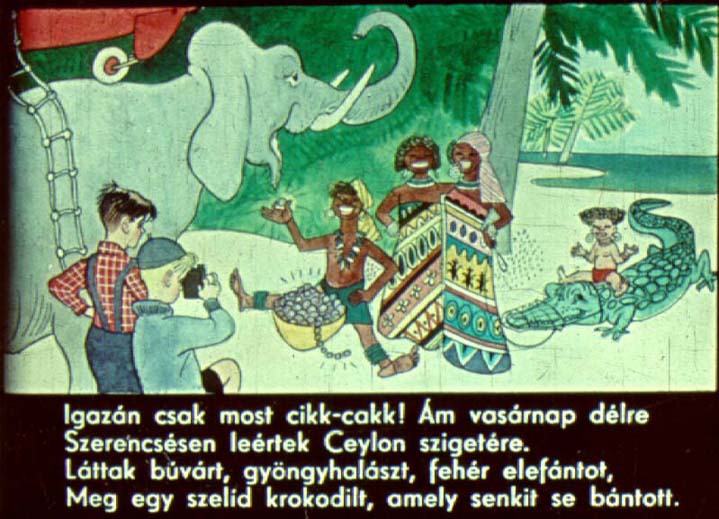 Igazán csak most cikk-cakk! Ám vasárnap délre
Szerencsésen leértek Ceylon szigetére.
Láttak búvárt, gyöngyhalászt, fehér elefántot,
Meg egy szelíd krokodilt, amely senkit se bántott.